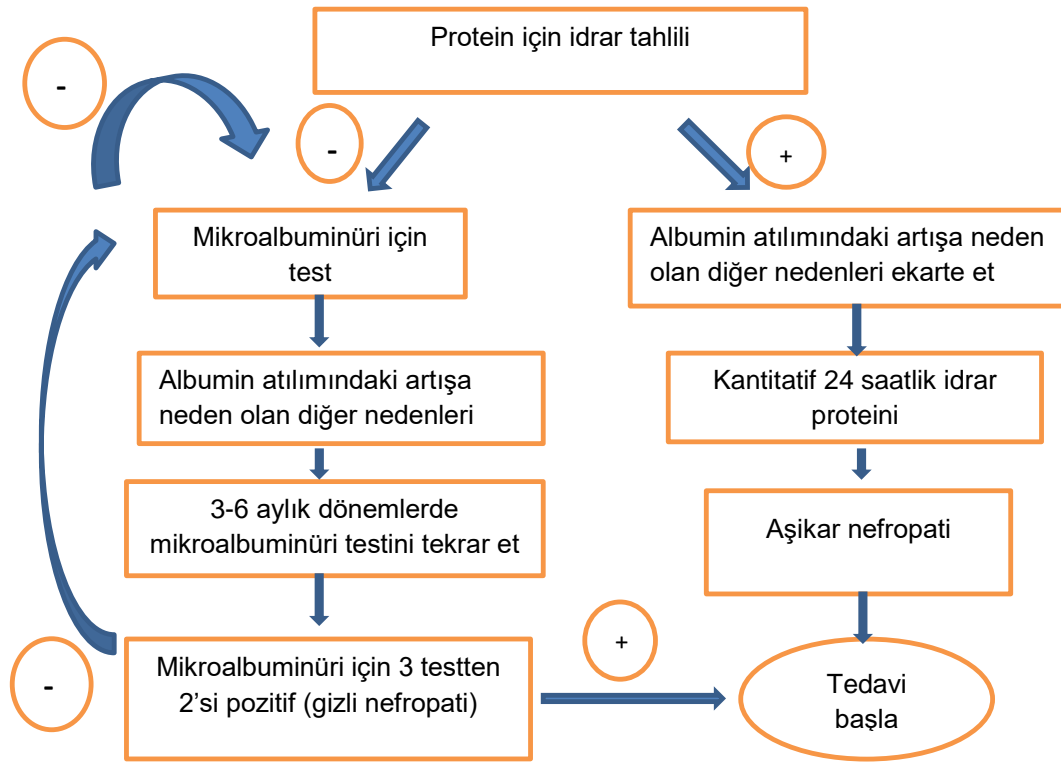 Protein için idrar tahlili
-
-
+
Mikroalbuminüri için
test
Albumin atılımındaki artışa neden
olan diğer nedenleri ekarte et
Albumin atılımındaki artışa
neden olan diğer nedenleri
Kantitatif 24 saatlik idrar
proteini
3-6 aylık dönemlerde
mikroalbuminüri testini tekrar et
Aşikar nefropati
+
-
Mikroalbuminüri için 3 testten
2’si pozitif (gizli nefropati)
Tedavi
başla